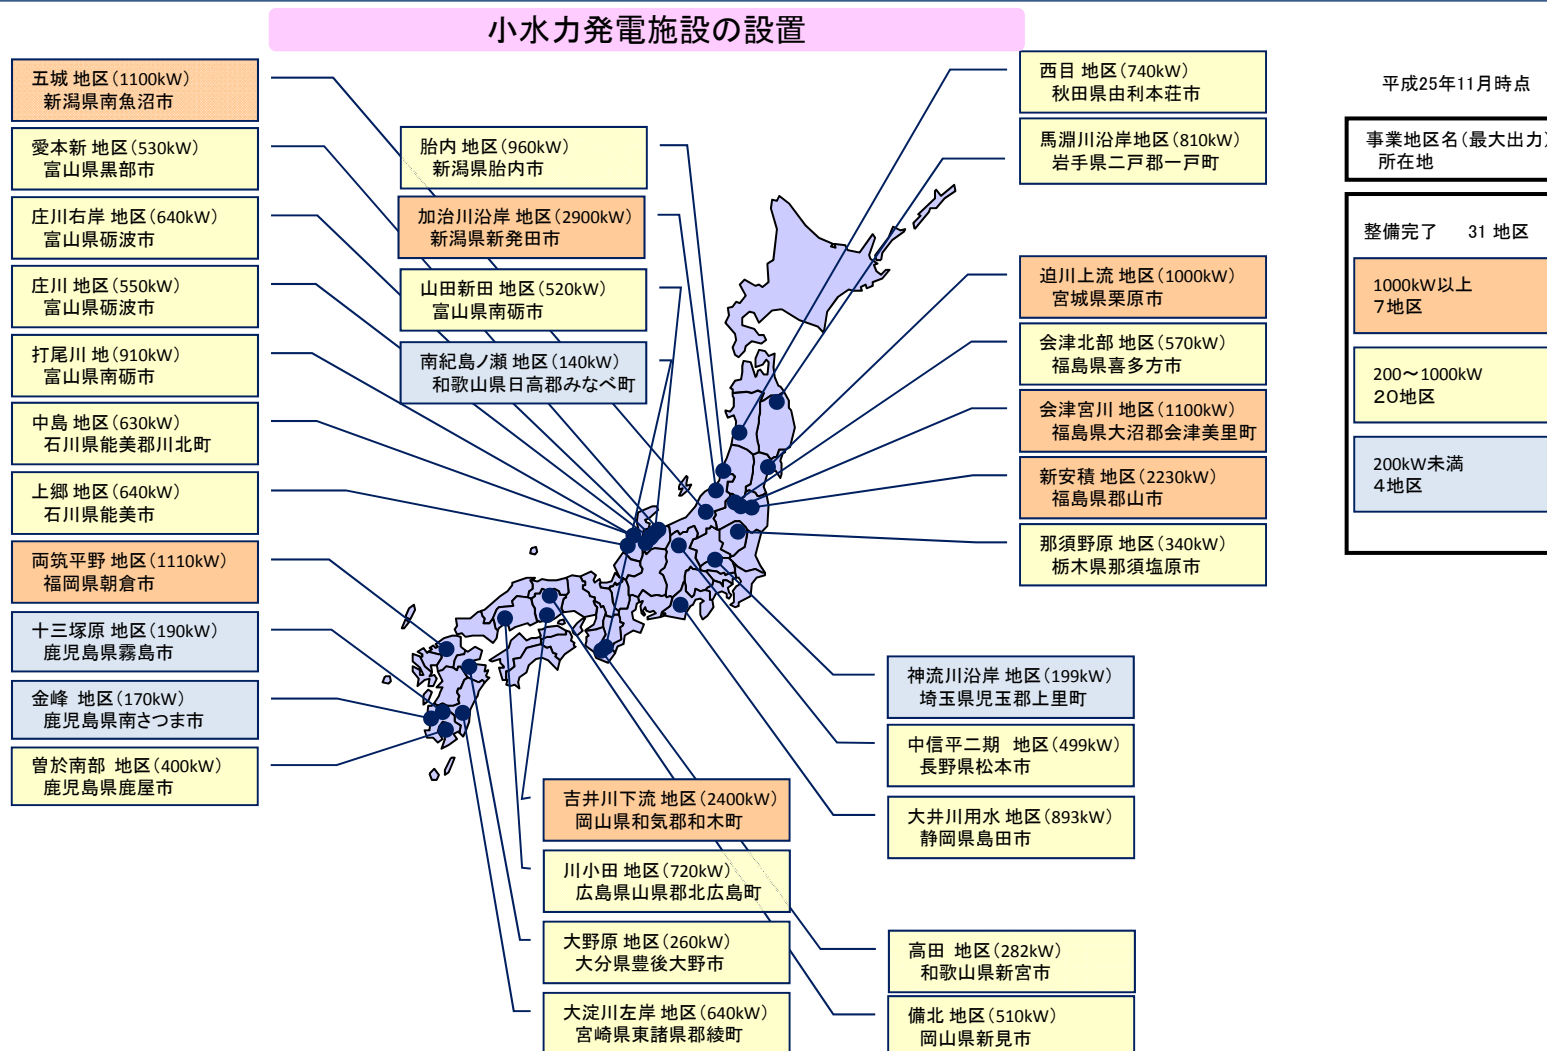 小水力発電施設の設置
五城 地区(1100kW)
新潟県南魚沼市
愛本新 地区(530kW)
富山県黒部市
庄川右岸 地区(640kW)
富山県砺波市
庄川 地区(550kW)
富山県砺波市
打尾川 地(910kW)
富山県南砺市
中島 地区(630kW)
石川県能美郡川北町
上郷 地区(640kW)
石川県能美市
両筑平野 地区(1110kW)
福岡県朝倉市
十三塚原 地区(190kW)
鹿児島県霧島市
金峰 地区(170kW)
鹿児島県南さつま市
曽於南部 地区(400kW)
鹿児島県鹿屋市
胎内 地区(960kW)
新潟県胎内市
加治川沿岸 地区(2900kW)
新潟県新発田市
山田新田 地区(520kW)
富山県南砺市
南紀島ノ瀬 地区(140kW)
和歌山県日高郡みなべ町
吉井川下流 地区(2400kW)
岡山県和気郡和木町
川小田 地区(720kW)
広島県山県郡北広島町
大野原 地区(260kW)
大分県豊後大野市
大淀川左岸 地区(640kW)
宮崎県東諸県郡綾町
西目 地区(740kW)
秋田県由利本荘市
馬淵川沿岸地区(810kW)
岩手県二戸郡一戸町
迫川上流 地区(1000kW)
宮城県栗原市
会津北部 地区(570kW)
福島県喜多方市
会津宮川 地区(1100kW)
福島県大沼郡会津美里町
新安積 地区(2230kW)
福島県郡山市
那須野原 地区(340kW)
栃木県那須塩原市
神流川沿岸 地区(199kW)
埼玉県児玉郡上里町
中信平二期 地区(499kW)
長野県松本市
大井川用水 地区(893kW)
静岡県島田市
高田 地区(282kW)
和歌山県新宮市
備北 地区(510kW)
岡山県新見市
平成25年11月時点
事業地区名(最大出力)
所在地
整備完了 31 地区
1000kW以上
7地区
200～1000kW
20地区
200kW未満
4地区